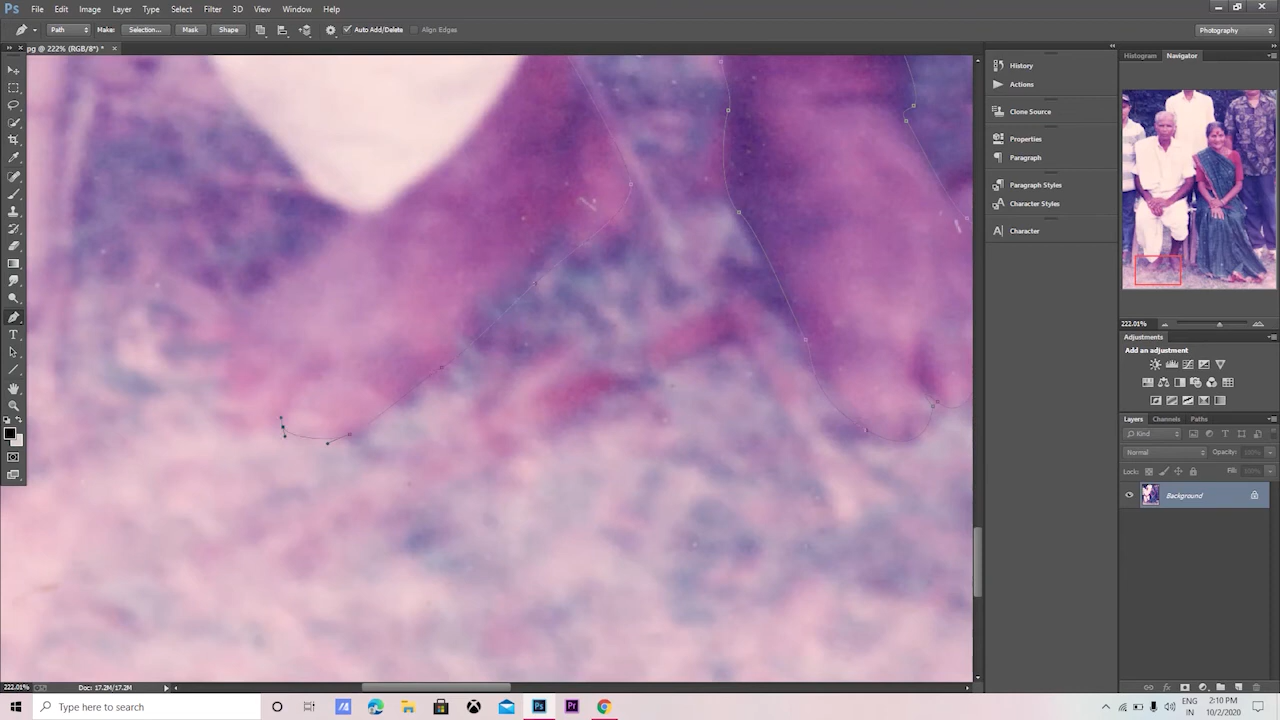 Ps File Edit Image Layer Type Select Filter 3D View Window Help
Path Make: Selection... Mask Shape Auto Add/Delete Align Edges Photography
pg @ 222% (RGB/8*) * ×
History
Actions
Clone Source
Properties
Paragraph
Paragraph Styles
Character Styles
Character
Histogram Navigator
222.01%
Adjustments
Add an adjustment
Layers Channels Paths
Kind
Normal Opacity: 100%
Lock: Fill: 100%
Background
222.01% Doc: 17.2M/17.2M
Type here to search
ENG
IN
2:10 PM
10/2/2020